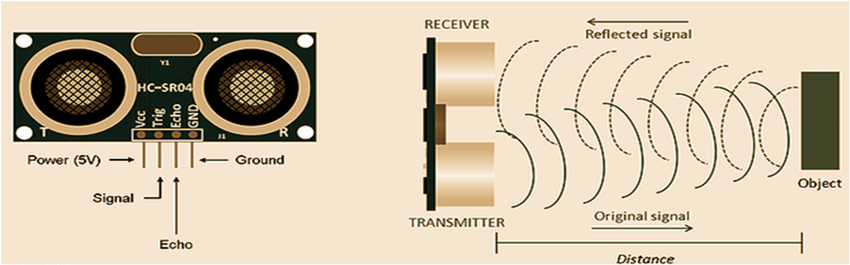 Y1
HC-SR04
Vcc
Trig
Echo
GND
T
J1
R
Power (5V)
Ground
Signal
Echo
RECEIVER
Reflected signal
Object
TRANSMITTER
Original signal
Distance